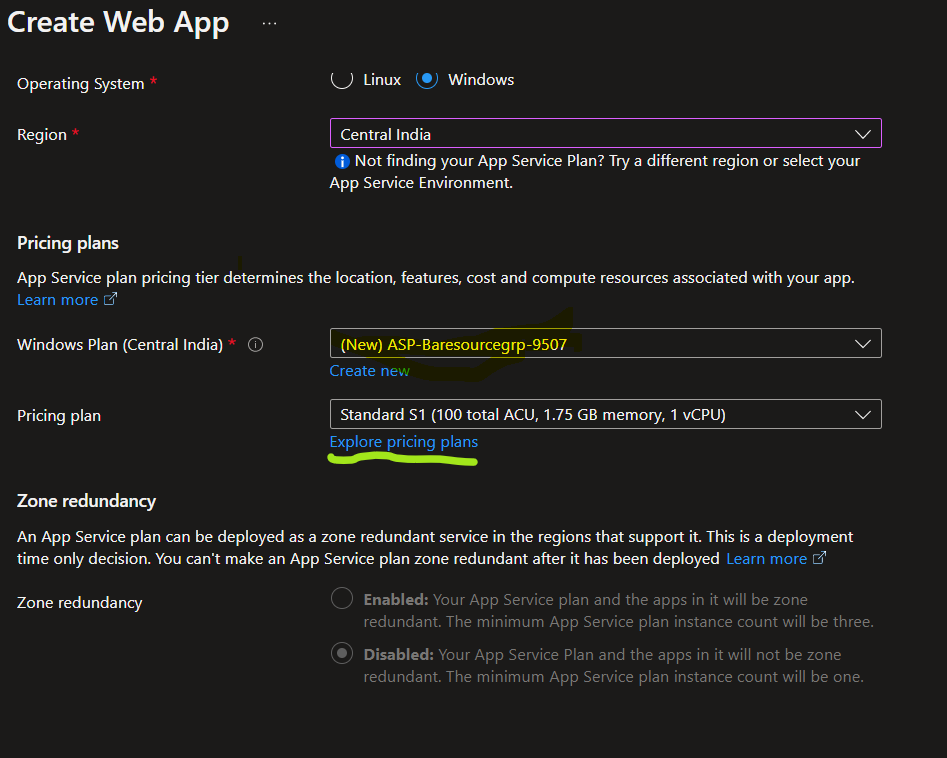 Create Web App ...
Operating System *
Linux Windows
Region *
Central India
Not finding your App Service Plan? Try a different region or select your
App Service Environment.
Pricing plans
App Service plan pricing tier determines the location, features, cost and compute resources associated with your app.
Learn more
Windows Plan (Central India) *
(New) ASP-Baresourcegrp-9507
Create new
Pricing plan
Standard S1 (100 total ACU, 1.75 GB memory, 1 vCPU)
Explore pricing plans
Zone redundancy
An App Service plan can be deployed as a zone redundant service in the regions that support it. This is a deployment
time only decision. You can't make an App Service plan zone redundant after it has been deployed Learn more
Zone redundancy
Enabled: Your App Service plan and the apps in it will be zone
redundant. The minimum App Service plan instance count will be three.
Disabled: Your App Service Plan and the apps in it will not be zone
redundant. The minimum App Service plan instance count will be one.